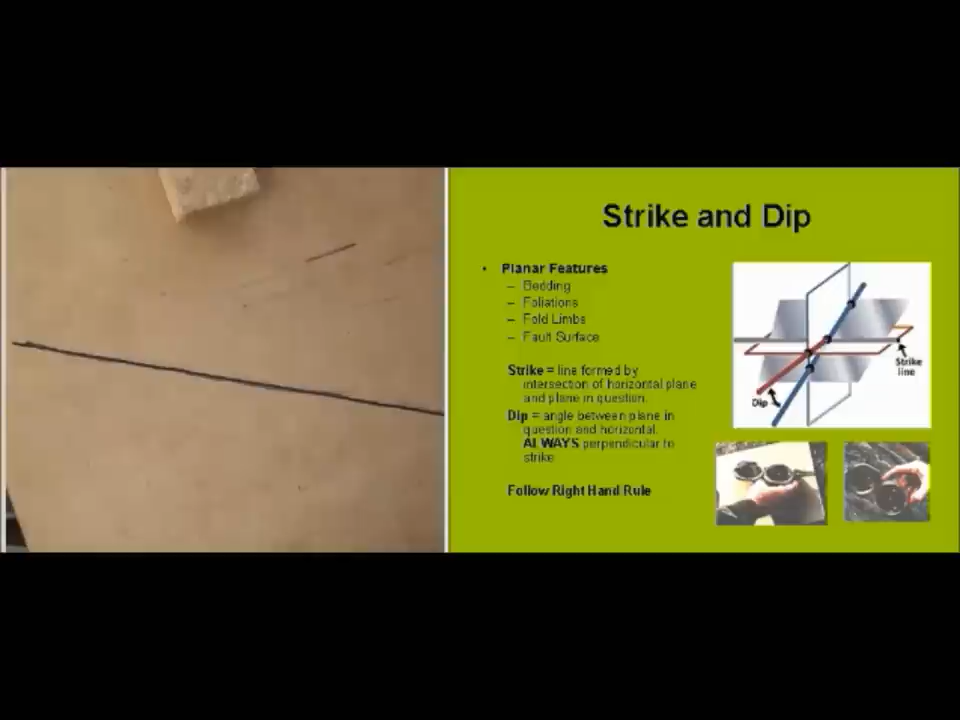 Strike and Dip
• Planar Features
– Bedding
– Foliations
– Fold Limbs
– Fault Surface
Strike = line formed by
intersection of horizontal plane
and plane in question.
Dip = angle between plane in
question and horizontal.
ALWAYS perpendicular to
strike
Follow Right Hand Rule
Strike
line
Dip